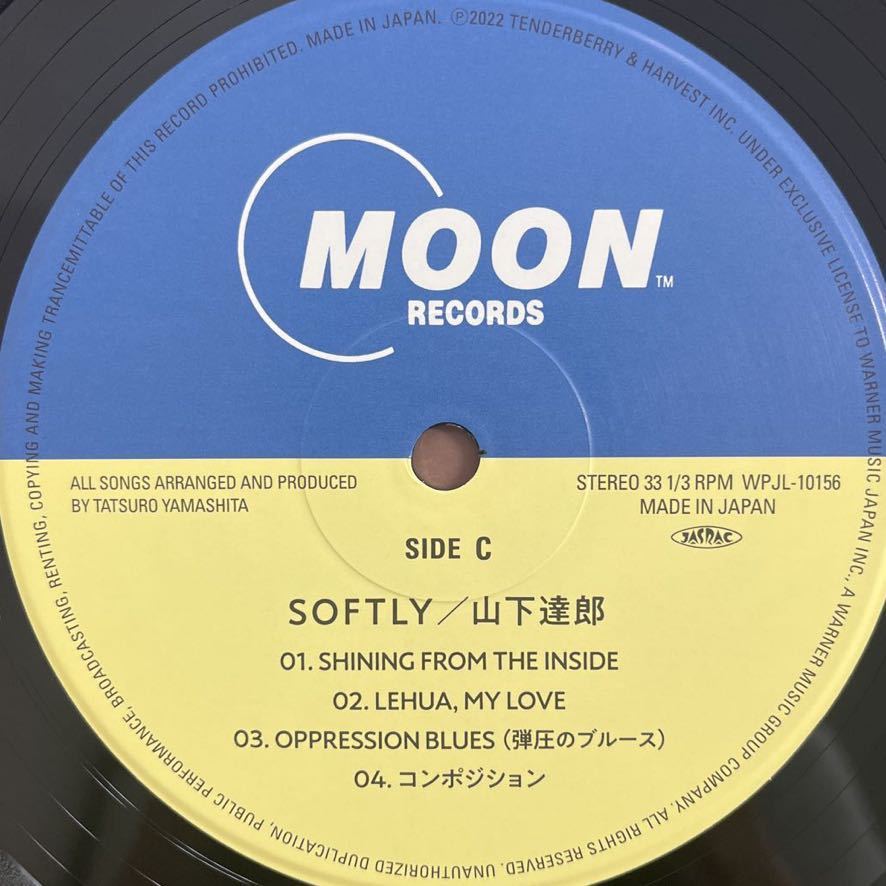 UNAUTHORIZED DUPLICATION, PUBLIC PERFORMANCE, BROADCASTING, RENTING, COPYING AND MAKING TRANCEMITTABLE OF THIS RECORD PROHIBITED. MADE IN JAPAN. ℗2022 TENDERBERRY & HARVEST INC. UNDER EXCLUSIVE LICENSE TO WARNER MUSIC JAPAN INC., A WARNER MUSIC GROUP COMPANY. ALL RIGHTS RESERVED.
MOON™
RECORDS
ALL SONGS ARRANGED AND PRODUCED
BY TATSURO YAMASHITA
STEREO 33 1/3 RPM WPJL-10156
MADE IN JAPAN
JASRAC
SIDE C
SOFTLY／山下達郎
01. SHINING FROM THE INSIDE
02. LEHUA, MY LOVE
03. OPPRESSION BLUES（弾圧のブルース）
04. コンポジション